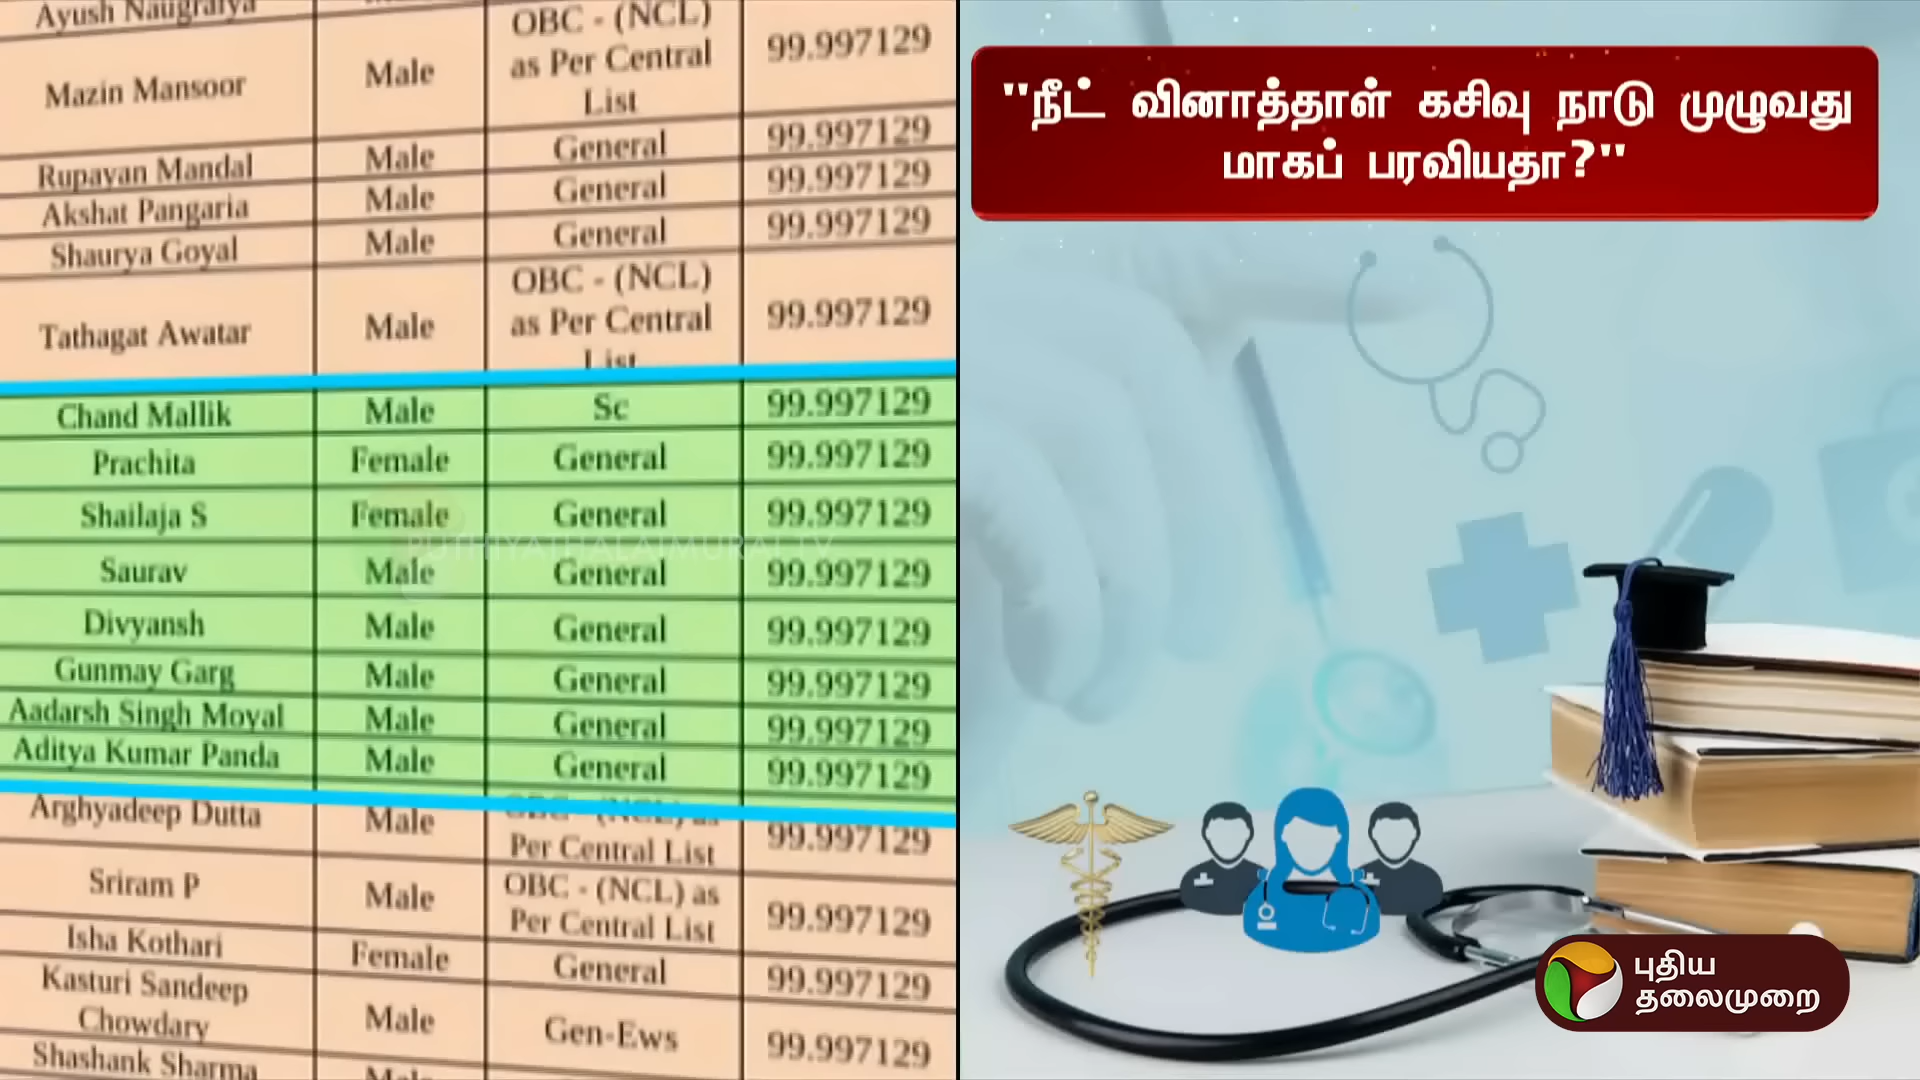 Ayush Naugraiya
Mazin Mansoor Male OBC - (NCL) as Per Central List 99.997129
Rupayan Mandal Male General 99.997129
Akshat Pangaria Male General 99.997129
Shaurya Goyal Male General 99.997129
Tathagat Awatar Male OBC - (NCL) as Per Central List 99.997129
Chand Mallik Male Sc 99.997129
Prachita Female General 99.997129
Shailaja S Female General 99.997129
Saurav Male General 99.997129
Divyansh Male General 99.997129
Gunmay Garg Male General 99.997129
Aadarsh Singh Moyal Male General 99.997129
Aditya Kumar Panda Male General 99.997129
Arghyadeep Dutta Male OBC - (NCL) as Per Central List 99.997129
Sriram P Male OBC - (NCL) as Per Central List 99.997129
Isha Kothari Female General 99.997129
Kasturi Sandeep Chowdary Male Gen-Ews 99.997129
Shashank Sharma Male
PUTHIYATHALAIMURAI TV
"நீட் வினாத்தாள் கசிவு நாடு முழுவது
மாகப் பரவியதா?"
புதிய
தலைமுறை